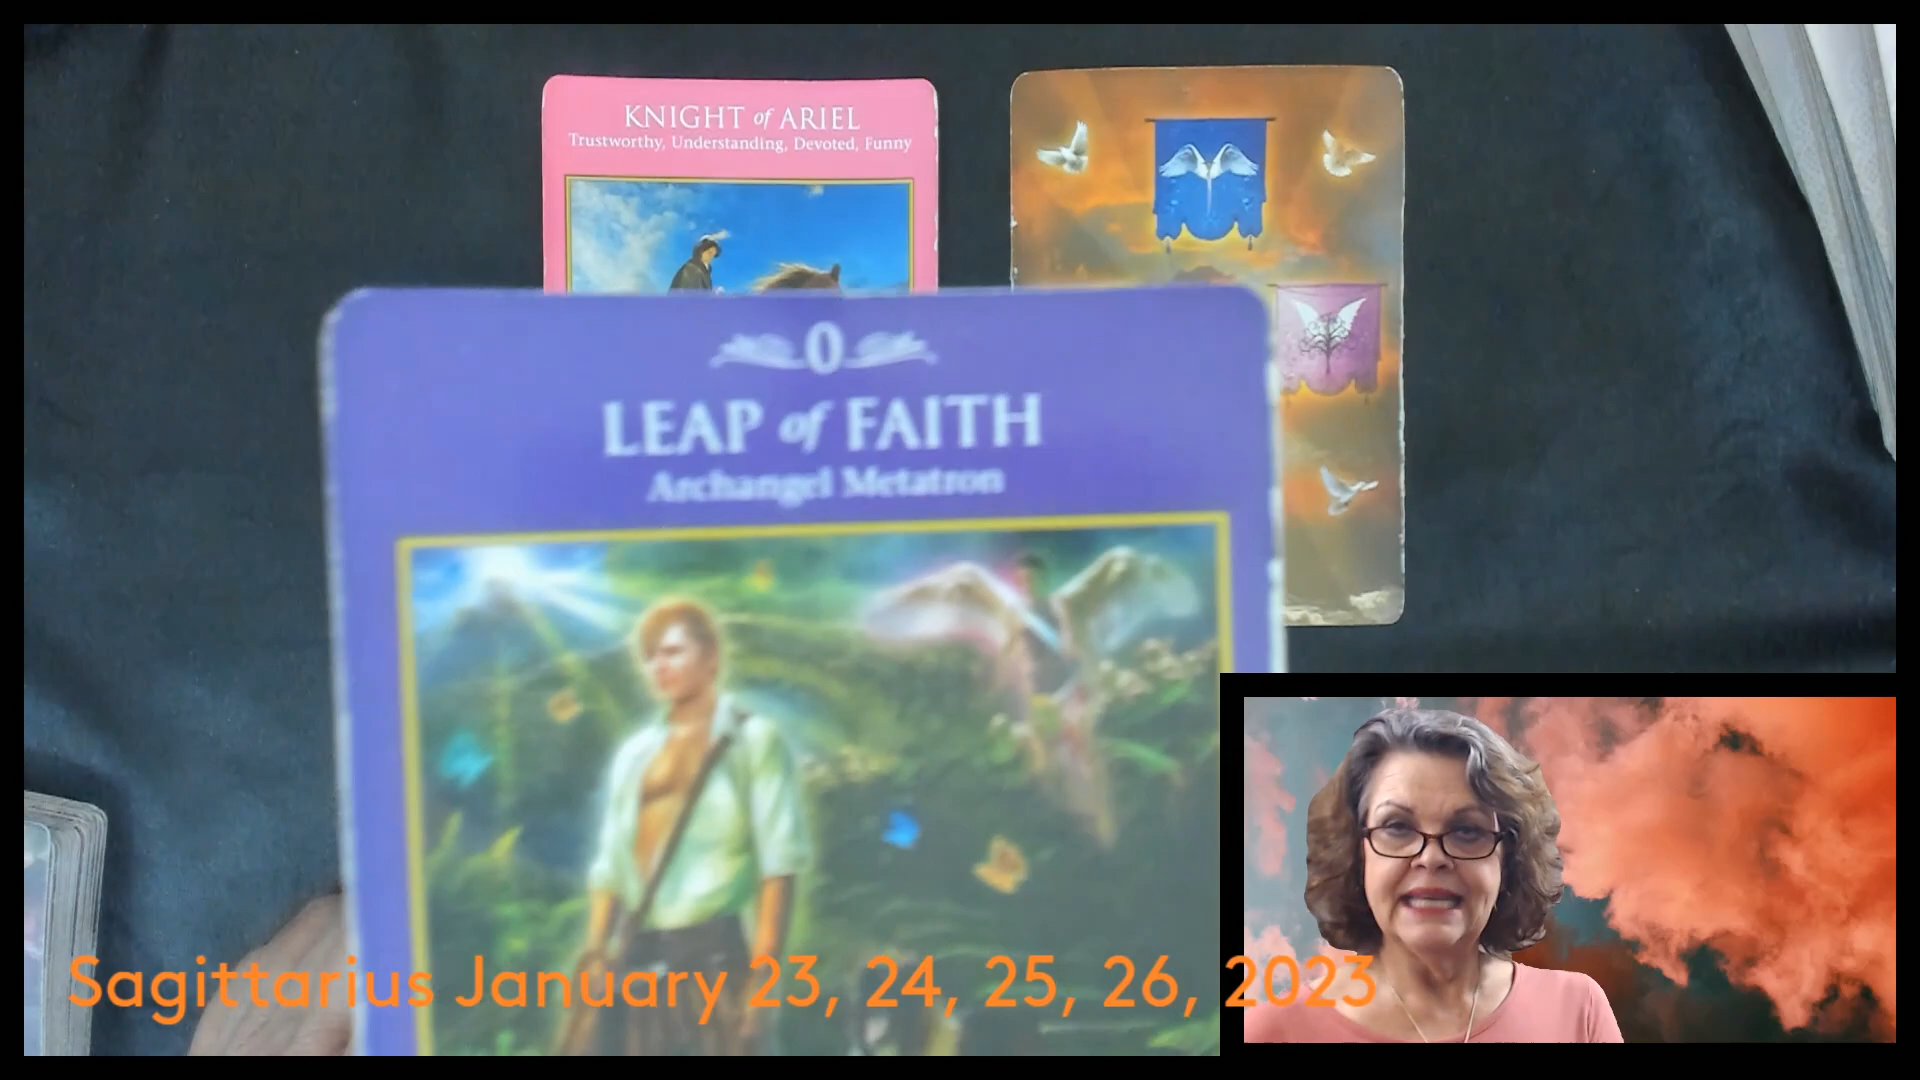 KNIGHT of ARIEL
Trustworthy, Understanding, Devoted, Funny
0
LEAP of FAITH
Archangel Metatron
Sagittarius January 23, 24, 25, 26, 2023